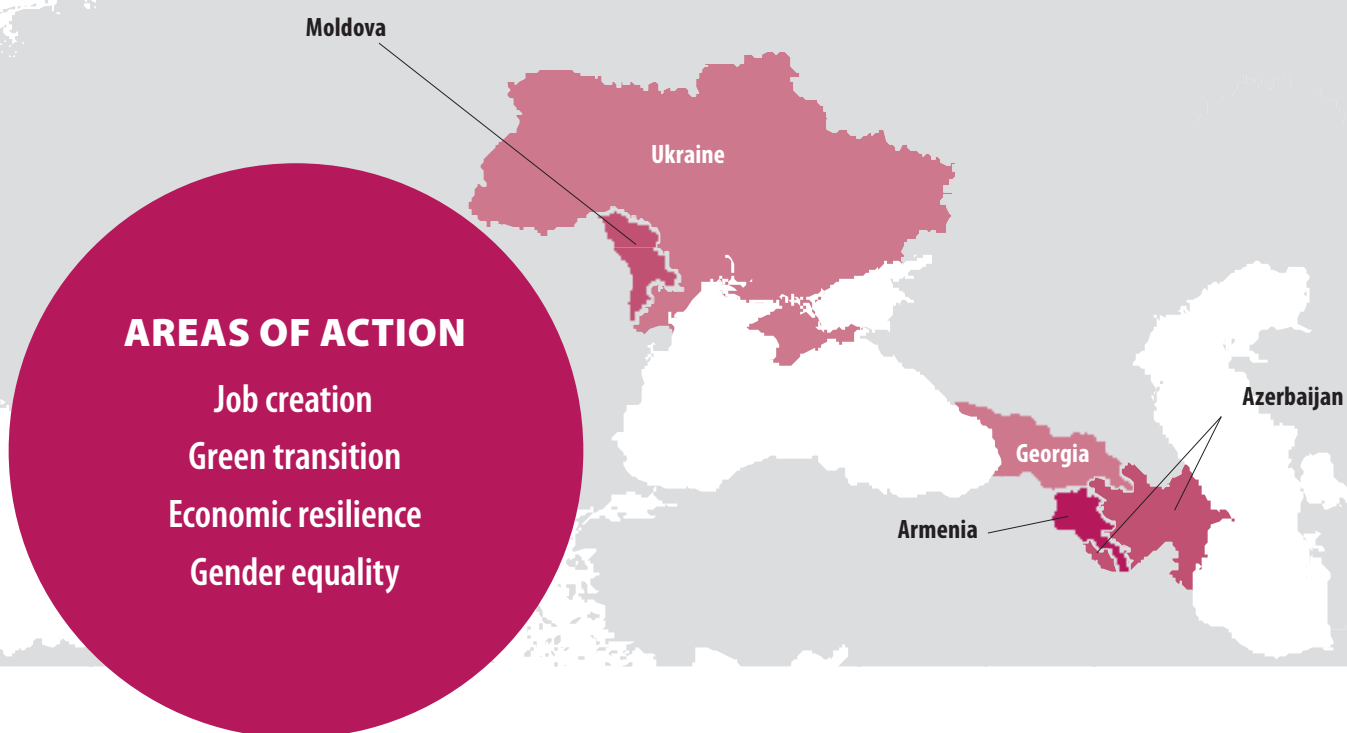 Moldova
Ukraine
AREAS OF ACTION
Job creation
Green transition
Economic resilience
Gender equality
Azerbaijan
Georgia
Armenia